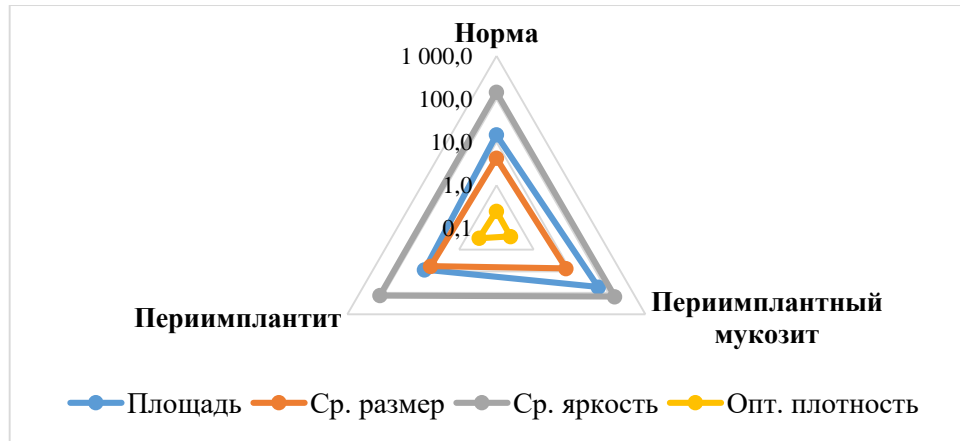 Норма
1 000,0
100,0
10,0
1,0
0,1
Периимплантит
Периимплантный
мукозит
Площадь Ср. размер Ср. яркость Опт. плотность